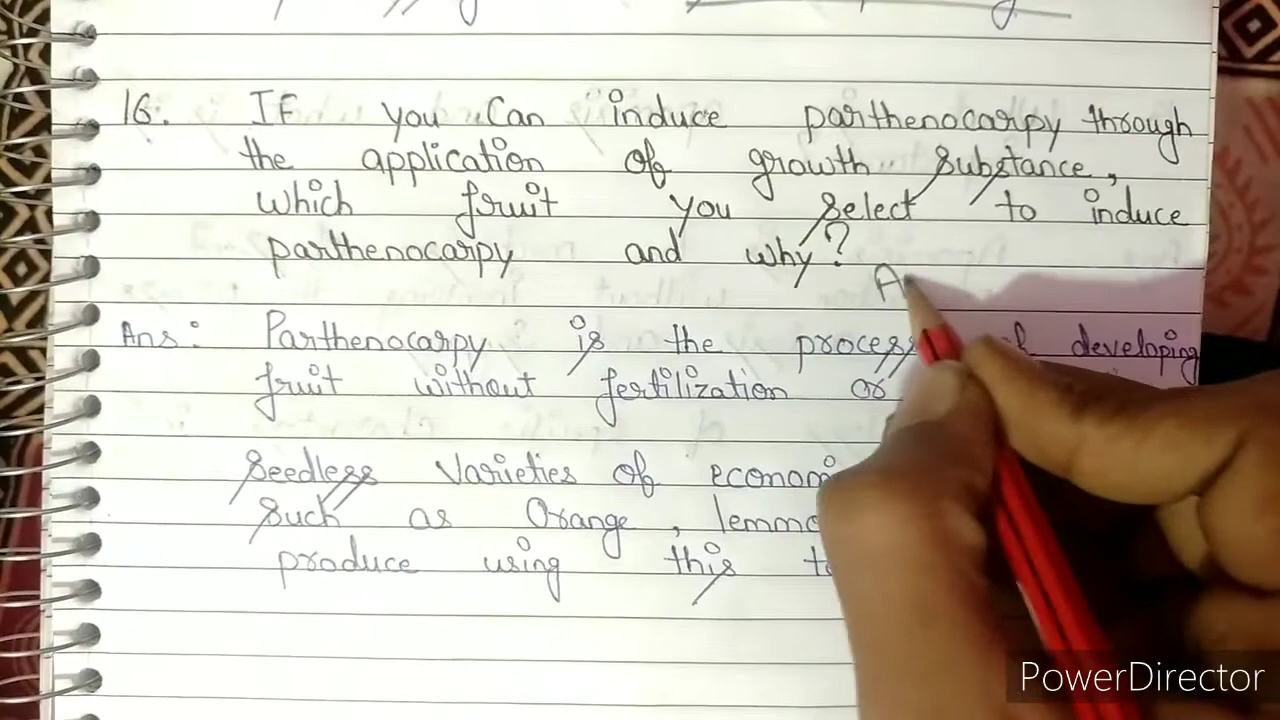 16. If you can induce parthenocarpy through
the application of growth substance,
which fruit you select to induce
parthenocarpy and why?
A
Ans: Parthenocarpy is the process developing
fruit without fertilization or
Seedless varieties of
Such as Orange,
produce using this
PowerDirector